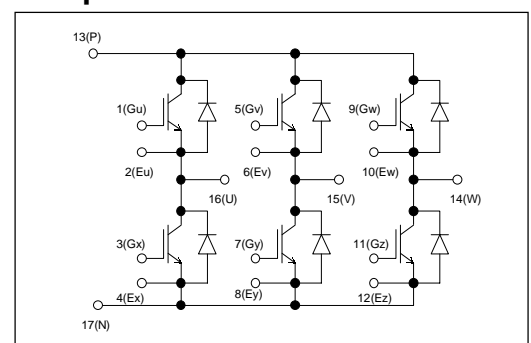 13(P)
1(Gu)
5(Gv)
9(Gw)
2(Eu)
6(Ev)
10(Ew)
16(U)
15(V)
14(W)
3(Gx)
7(Gy)
11(Gz)
4(Ex)
8(Ey)
12(Ez)
17(N)